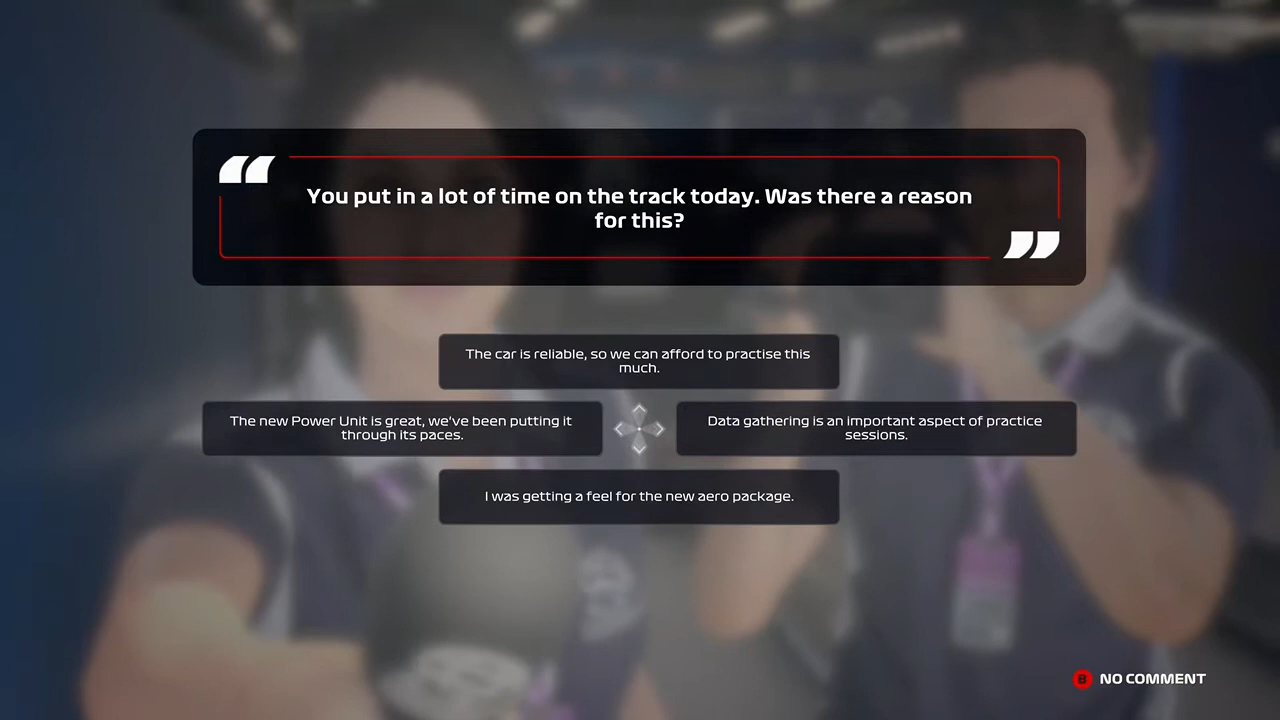 You put in a lot of time on the track today. Was there a reason
for this?
The car is reliable, so we can afford to practise this
much.
The new Power Unit is great, we've been putting it
through its paces.
Data gathering is an important aspect of practice
sessions.
I was getting a feel for the new aero package.
B NO COMMENT